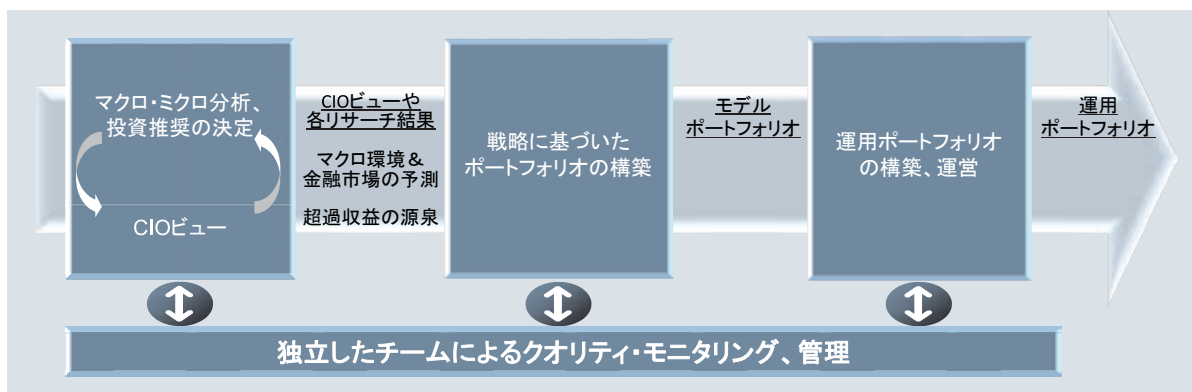 マクロ・ミクロ分析、
投資推奨の決定
CIOビュー
CIOビューや
各リサーチ結果
マクロ環境＆
金融市場の予測
超過収益の源泉
戦略に基づいた
ポートフォリオの構築
モデル
ポートフォリオ
運用ポートフォリオ
の構築、運営
運用
ポートフォリオ
独立したチームによるクオリティ・モニタリング、管理